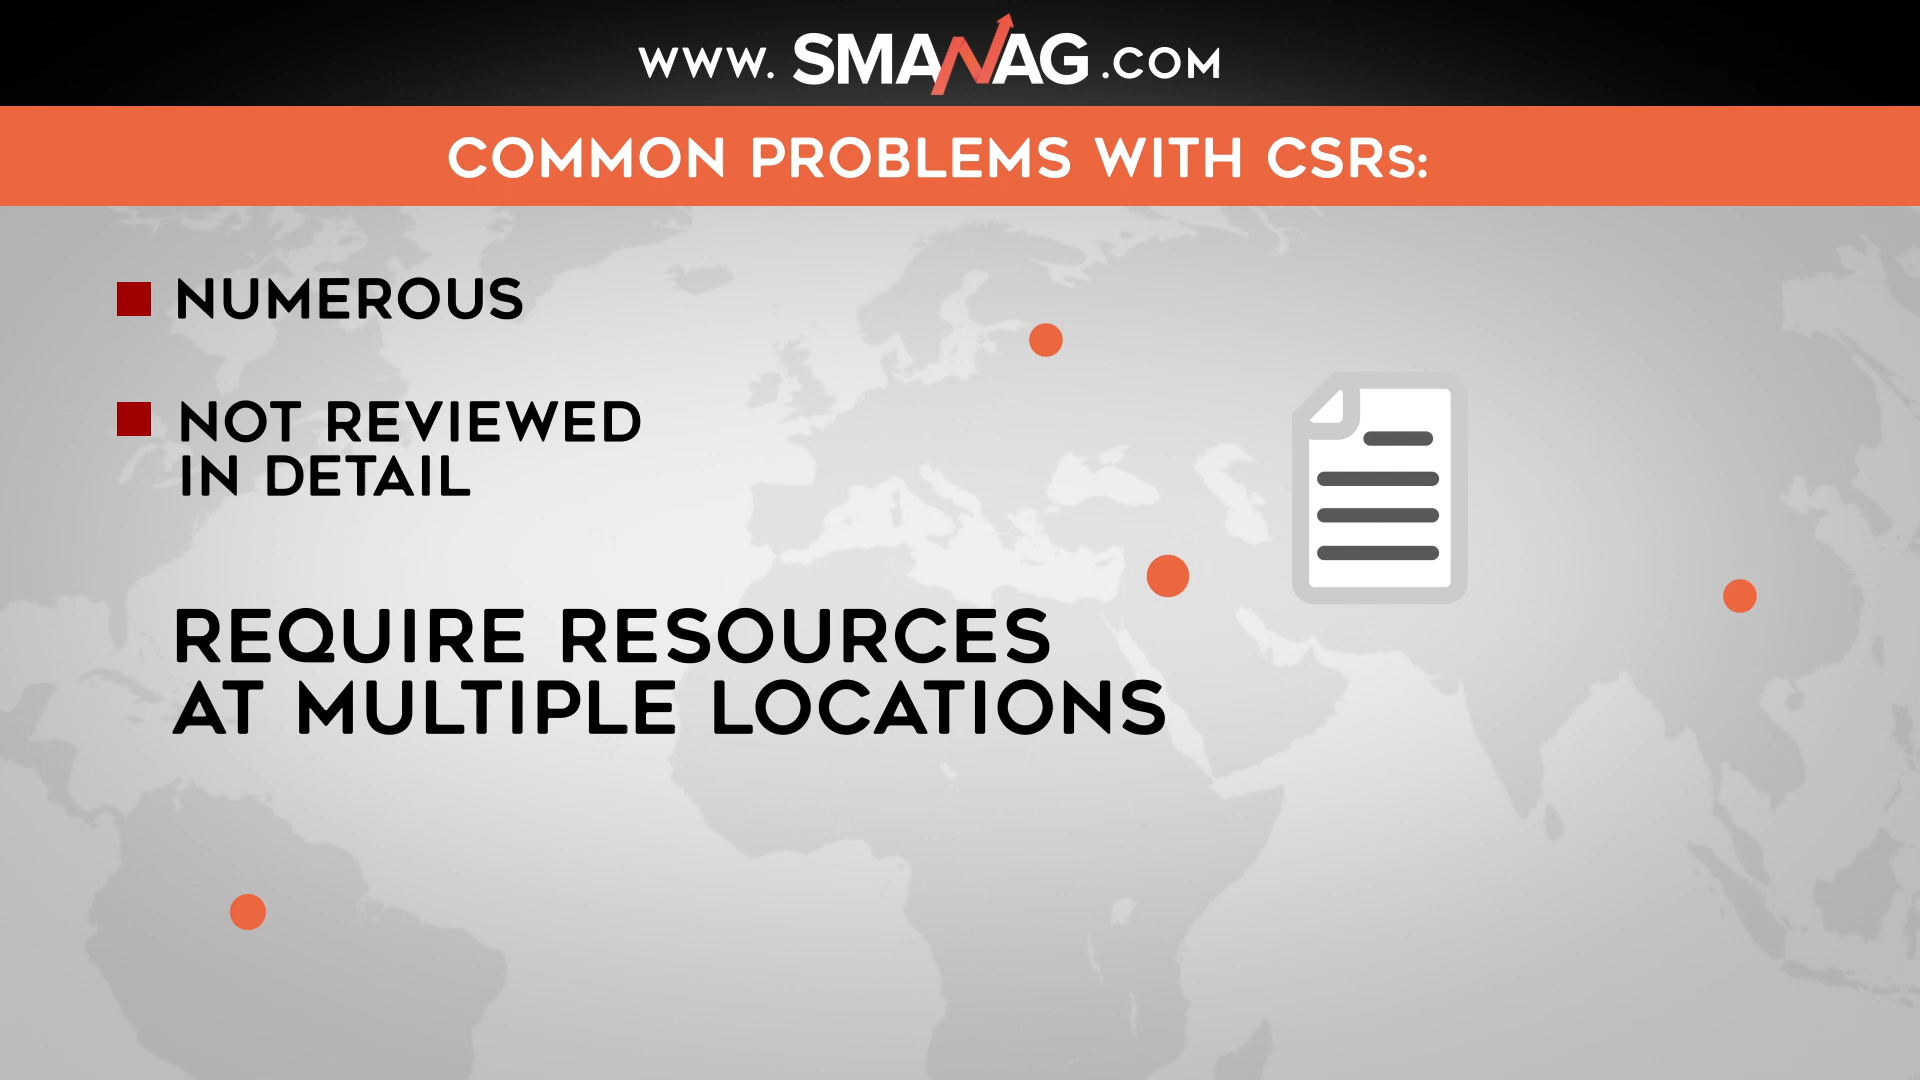 WWW. SMANAG .COM
COMMON PROBLEMS WITH CSRs:
NUMEROUS
NOT REVIEWED
IN DETAIL
REQUIRE RESOURCES
AT MULTIPLE LOCATIONS